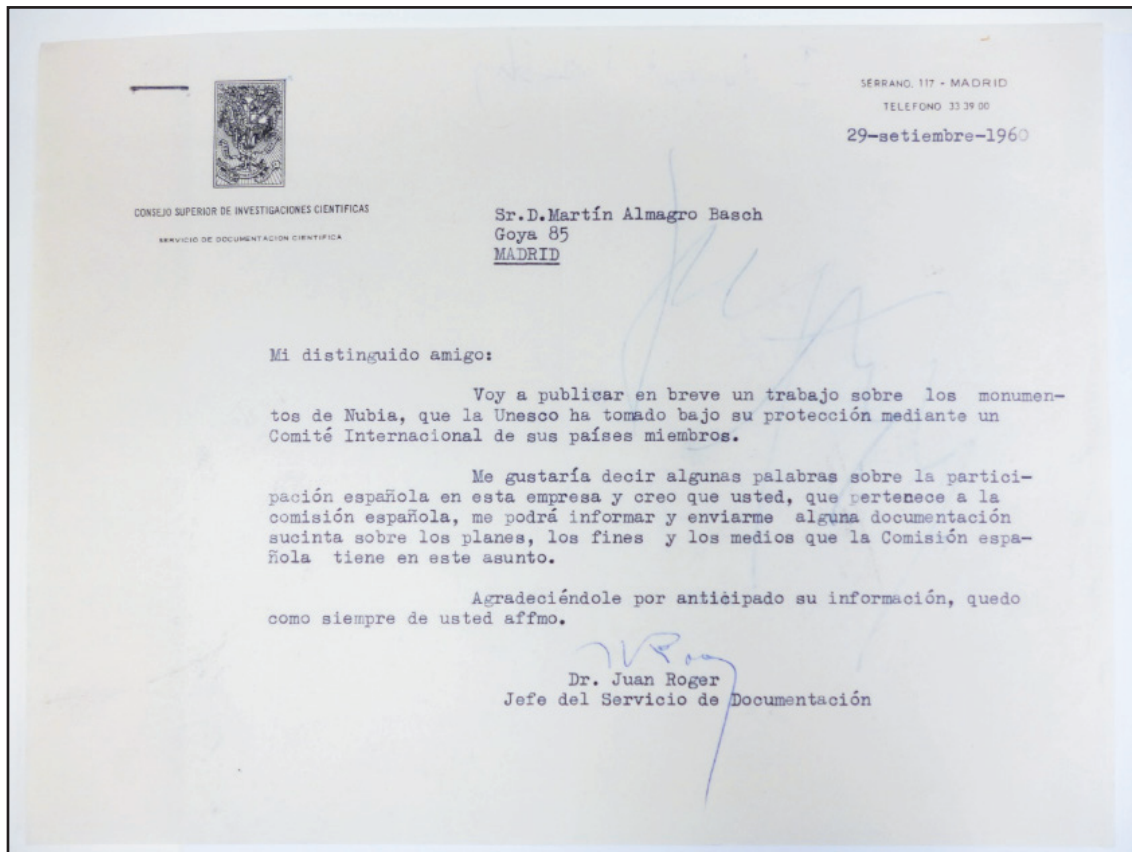 SERRANO, 117 - MADRID
TELEFONO 33 39 00
29-setiembre-1960
CONSEJO SUPERIOR DE INVESTIGACIONES CIENTIFICAS
SERVICIO DE DOCUMENTACION CIENTIFICA
Sr.D.Martín Almagro Basch
Goya 85
MADRID
Mi distinguido amigo:
Voy a publicar en breve un trabajo sobre los monumen-
tos de Nubia, que la Unesco ha tomado bajo su protección mediante un
Comité Internacional de sus países miembros.
Me gustaría decir algunas palabras sobre la partici-
pación española en esta empresa y creo que usted, que pertenece a la
comisión española, me podrá informar y enviarme alguna documentación
sucinta sobre los planes, los fines y los medios que la Comisión espa-
ñola tiene en este asunto.
Agradeciéndole por anticipado su información, quedo
como siempre de usted affmo.
Dr. Juan Roger
Jefe del Servicio de Documentación